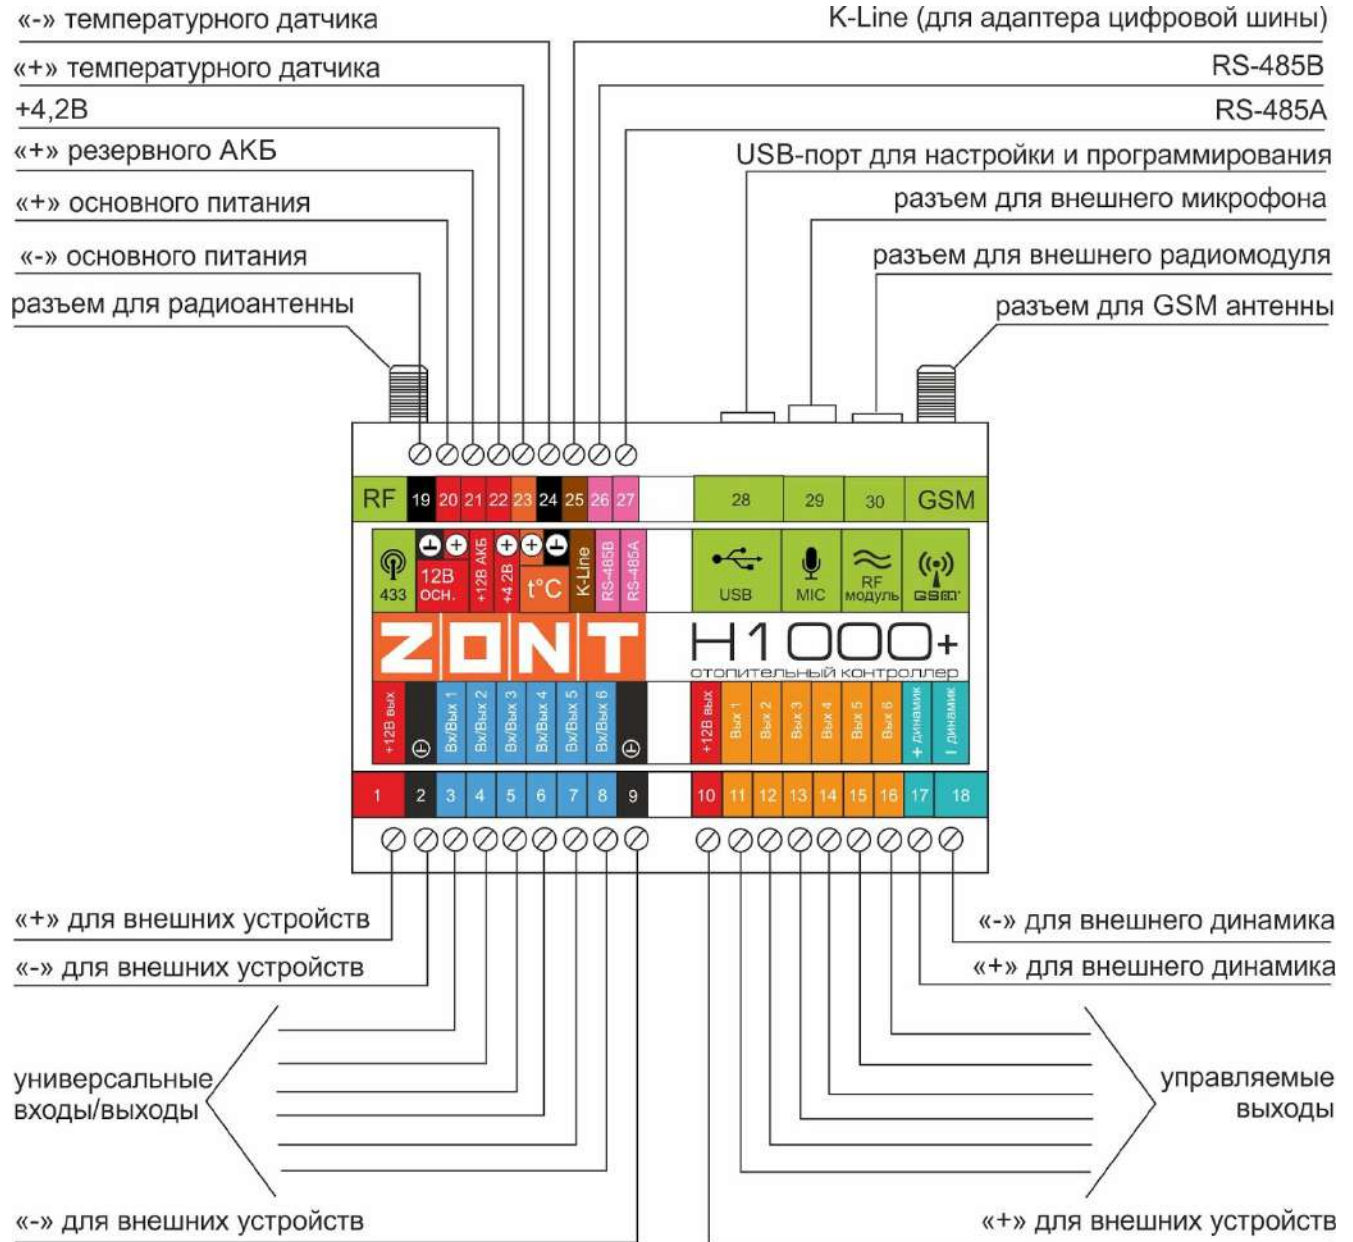 «-» температурного датчика
«+» температурного датчика
+4,2В
«+» резервного АКБ
«+» основного питания
«-» основного питания
разъем для радиоантенны
K-Line (для адаптера цифровой шины)
RS-485B
RS-485A
USB-порт для настройки и программирования
разъем для внешнего микрофона
разъем для внешнего радиомодуля
разъем для GSM антенны
RF 19 20 21 22 23 24 25 26 27 28 29 30 GSM
433
12В осн.
+12В АКБ
+4.2В
t°C
K-Line
RS-485B
RS-485A
USB
MIC
RF модуль
GSM
ZONT
H1000+
отопительный контроллер
+12В вых
Вх/Вых 1
Вх/Вых 2
Вх/Вых 3
Вх/Вых 4
Вх/Вых 5
Вх/Вых 6
+12В вых
Вых 1
Вых 2
Вых 3
Вых 4
Вых 5
Вых 6
+ динамик
– динамик
1 2 3 4 5 6 7 8 9 10 11 12 13 14 15 16 17 18
«+» для внешних устройств
«-» для внешних устройств
универсальные
входы/выходы
«-» для внешних устройств
«-» для внешнего динамика
«+» для внешнего динамика
управляемые
выходы
«+» для внешних устройств